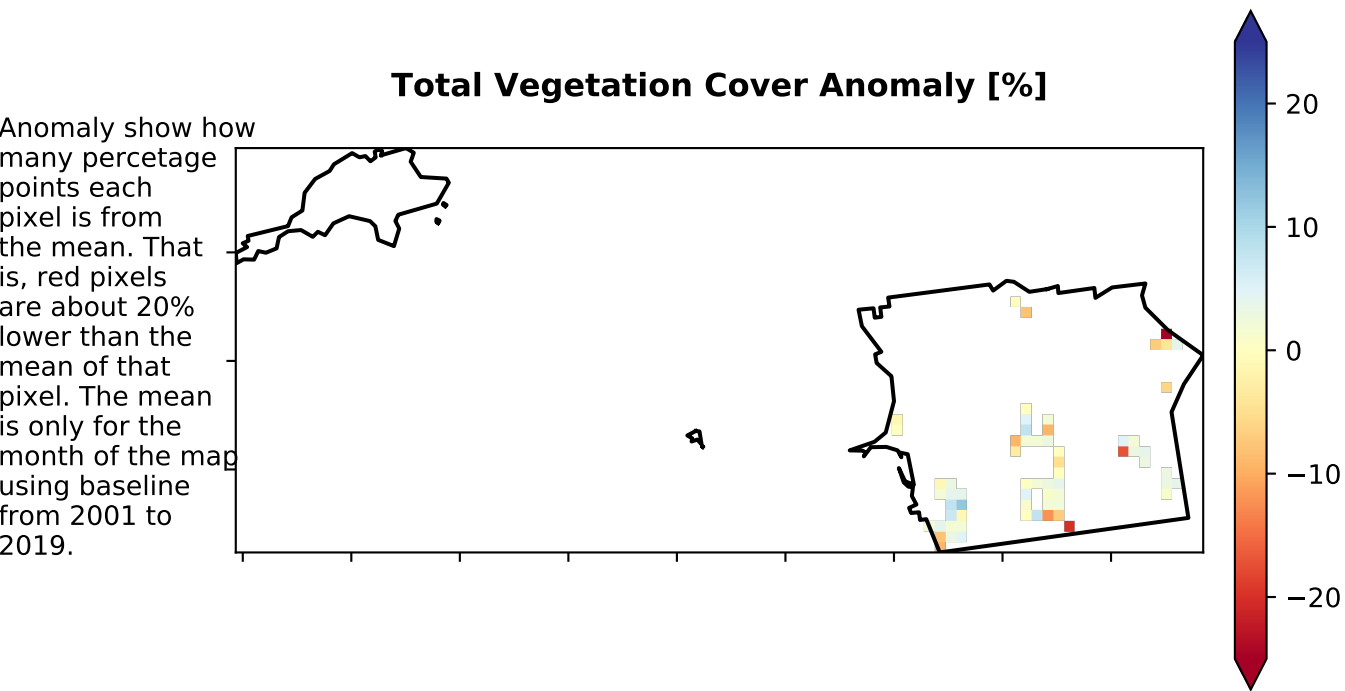 Total Vegetation Cover Anomaly [%]
Anomaly show how
many percetage
points each
pixel is from
the mean. That
is, red pixels
are about 20%
lower than the
mean of that
pixel. The mean
is only for the
month of the map
using baseline
from 2001 to
2019.
20
10
0
−10
−20